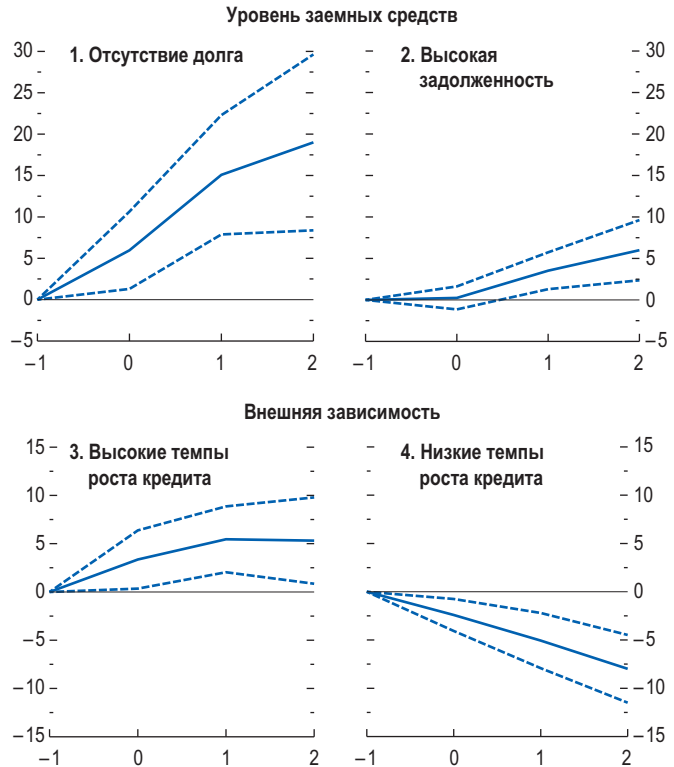 Уровень заемных средств
1. Отсутствие долга
2. Высокая
задолженность
30
25
20
15
10
5
0
–5
30
25
20
15
10
5
0
–5
–1 0 1 2
–1 0 1 2
Внешняя зависимость
3. Высокие темпы
роста кредита
4. Низкие темпы
роста кредита
15
10
5
0
–5
–10
–15
15
10
5
0
–5
–10
–15
–1 0 1 2
–1 0 1 2